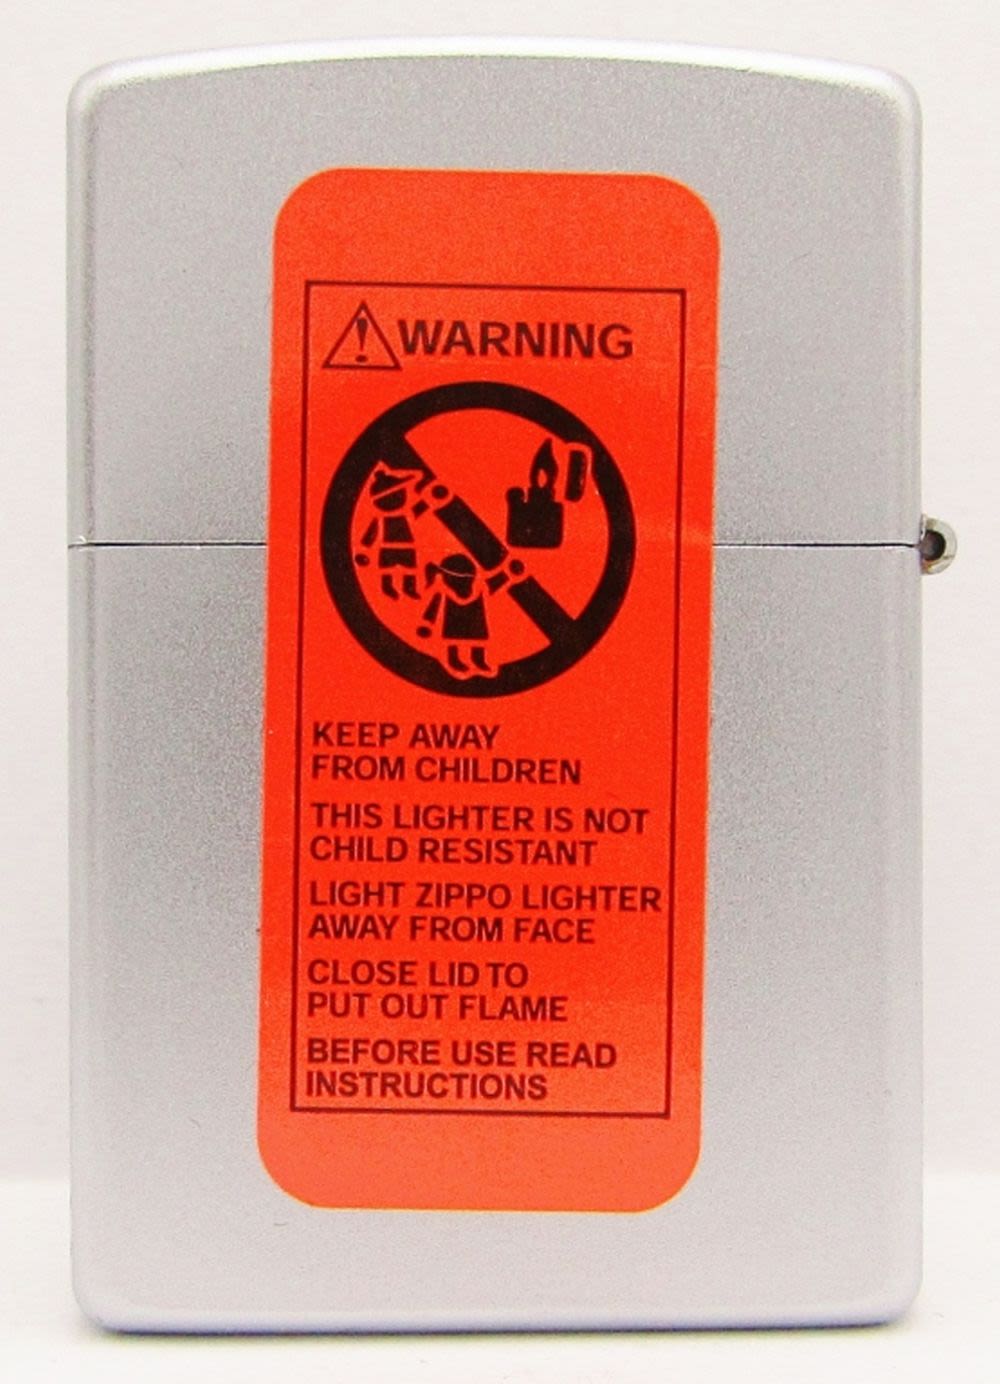 WARNING
KEEP AWAY
FROM CHILDREN
THIS LIGHTER IS NOT
CHILD RESISTANT
LIGHT ZIPPO LIGHTER
AWAY FROM FACE
CLOSE LID TO
PUT OUT FLAME
BEFORE USE READ
INSTRUCTIONS